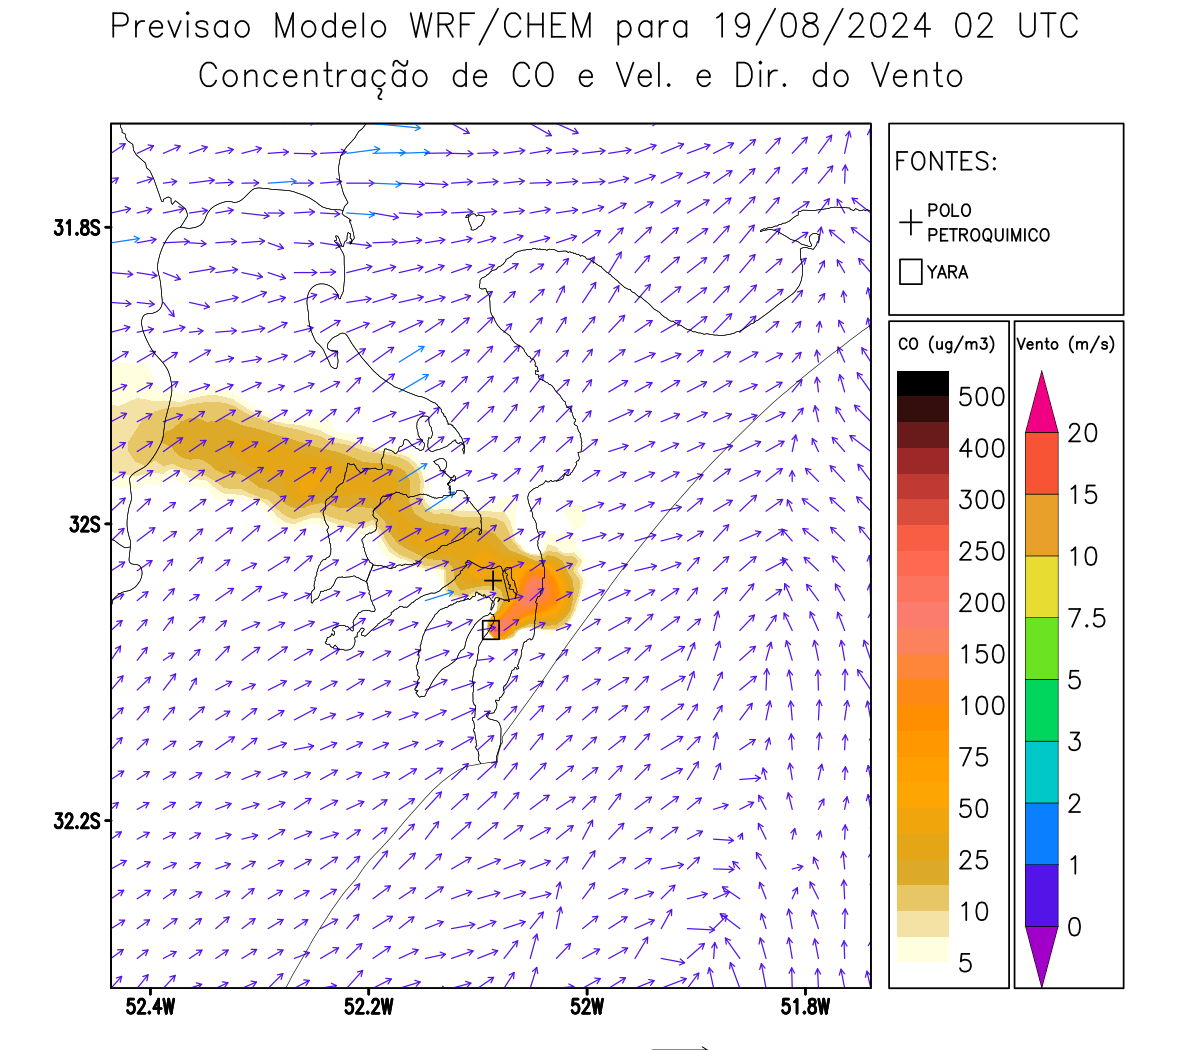 Previsao Modelo WRF/CHEM para 19/08/2024 02 UTC
Concentração de CO e Vel. e Dir. do Vento
FONTES:
POLO
PETROQUIMICO
YARA
31.8S
32S
32.2S
52.4W
52.2W
52W
51.8W
CO (ug/m3)
500
400
300
250
200
150
100
75
50
25
10
5
Vento (m/s)
20
15
10
7.5
5
3
2
1
0